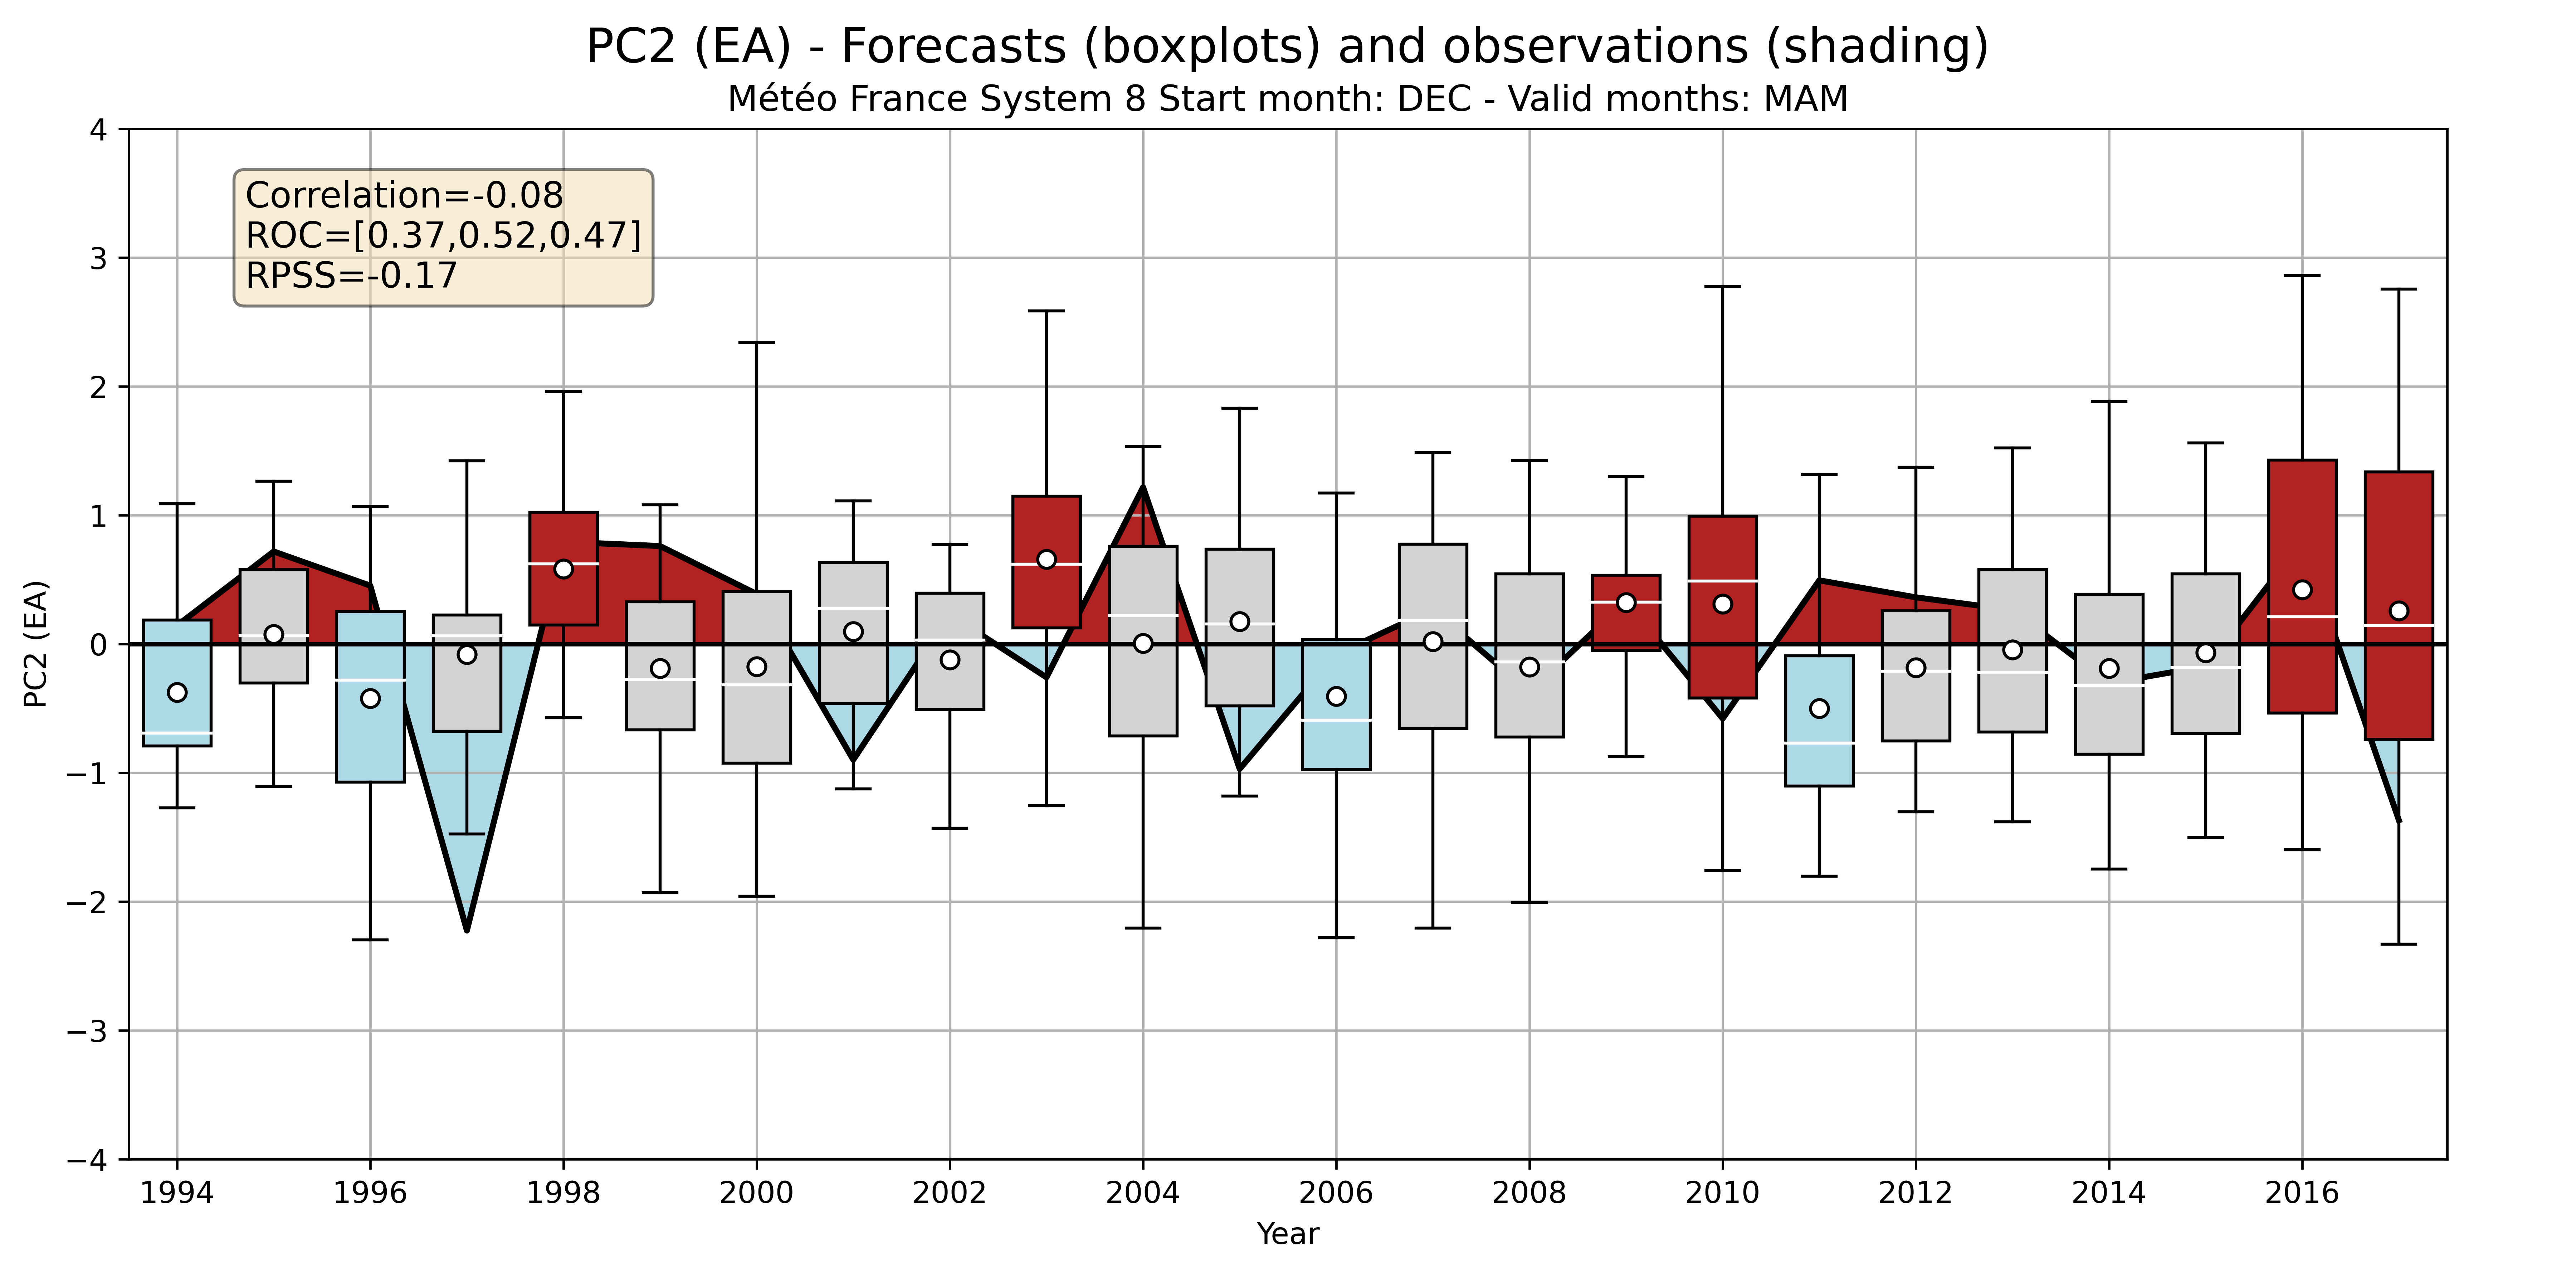 PC2 (EA) - Forecasts (boxplots) and observations (shading)
Météo France System 8 Start month: DEC - Valid months: MAM
Correlation=-0.08
ROC=[0.37,0.52,0.47]
RPSS=-0.17
PC2 (EA)
4
3
2
1
0
−1
−2
−3
−4
1994 1996 1998 2000 2002 2004 2006 2008 2010 2012 2014 2016
Year